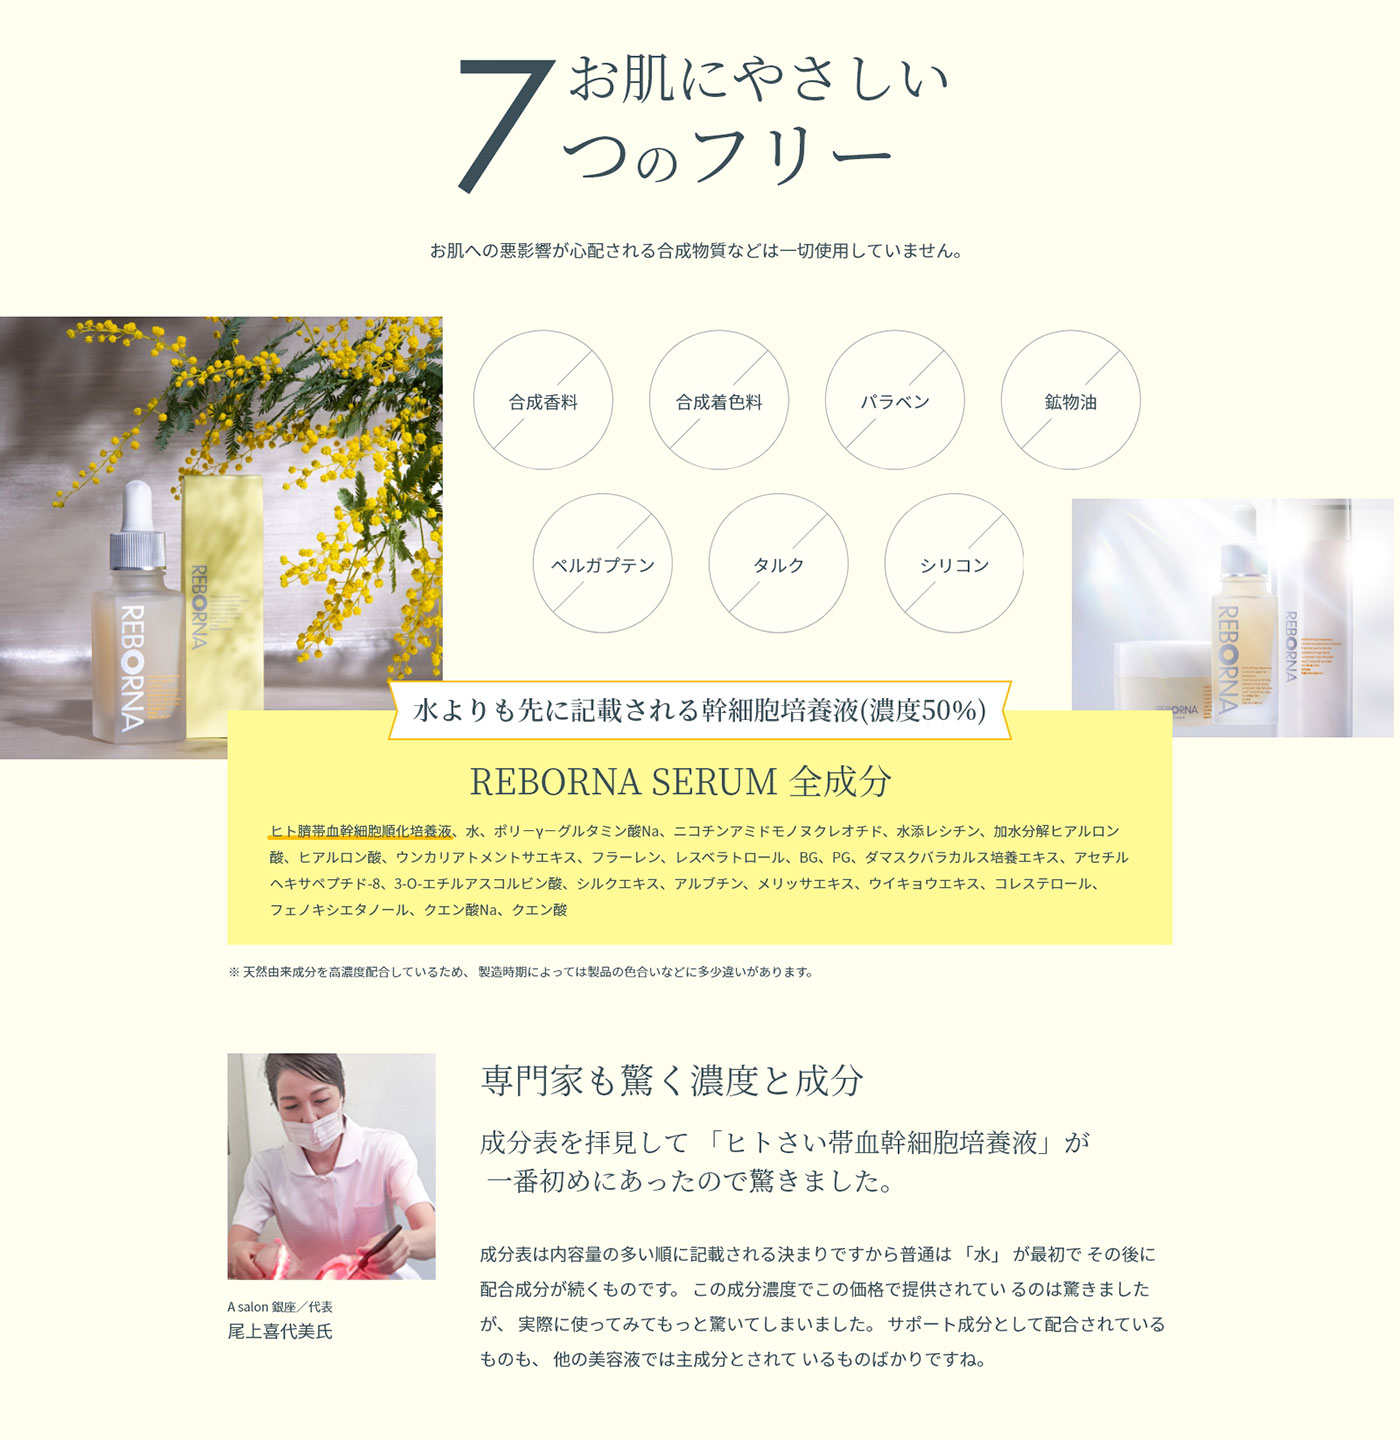 7 お肌にやさしい
つのフリー
お肌への悪影響が心配される合成物質などは一切使用していません。
合成香料
合成着色料
パラベン
鉱物油
ベルガプテン
タルク
シリコン
REBORNA
REBORNA
REBORNA
REBORNA
REBORNA
水よりも先に記載される幹細胞培養液(濃度50%)
REBORNA SERUM 全成分
ヒト臍帯血幹細胞順化培養液、水、ポリ－γ－グルタミン酸Na、ニコチンアミドモノヌクレオチド、水添レシチン、加水分解ヒアルロン
酸、ヒアルロン酸、ウンカリアトメントサエキス、フラーレン、レスベラトロール、BG、PG、ダマスクバラカルス培養エキス、アセチル
ヘキサペプチド-8、3-O-エチルアスコルビン酸、シルクエキス、アルブチン、メリッサエキス、ウイキョウエキス、コレステロール、
フェノキシエタノール、クエン酸Na、クエン酸
※ 天然由来成分を高濃度配合しているため、 製造時期によっては製品の色合いなどに多少違いがあります。
専門家も驚く濃度と成分
成分表を拝見して 「ヒトさい帯血幹細胞培養液」が
一番初めにあったので驚きました。
成分表は内容量の多い順に記載される決まりですから普通は 「水」 が最初で その後に
配合成分が続くものです。 この成分濃度でこの価格で提供されてい るのは驚きました
が、 実際に使ってみてもっと驚いてしまいました。 サポート成分として配合されている
ものも、 他の美容液では主成分とされて いるものばかりですね。
A salon 銀座／代表
尾上喜代美氏